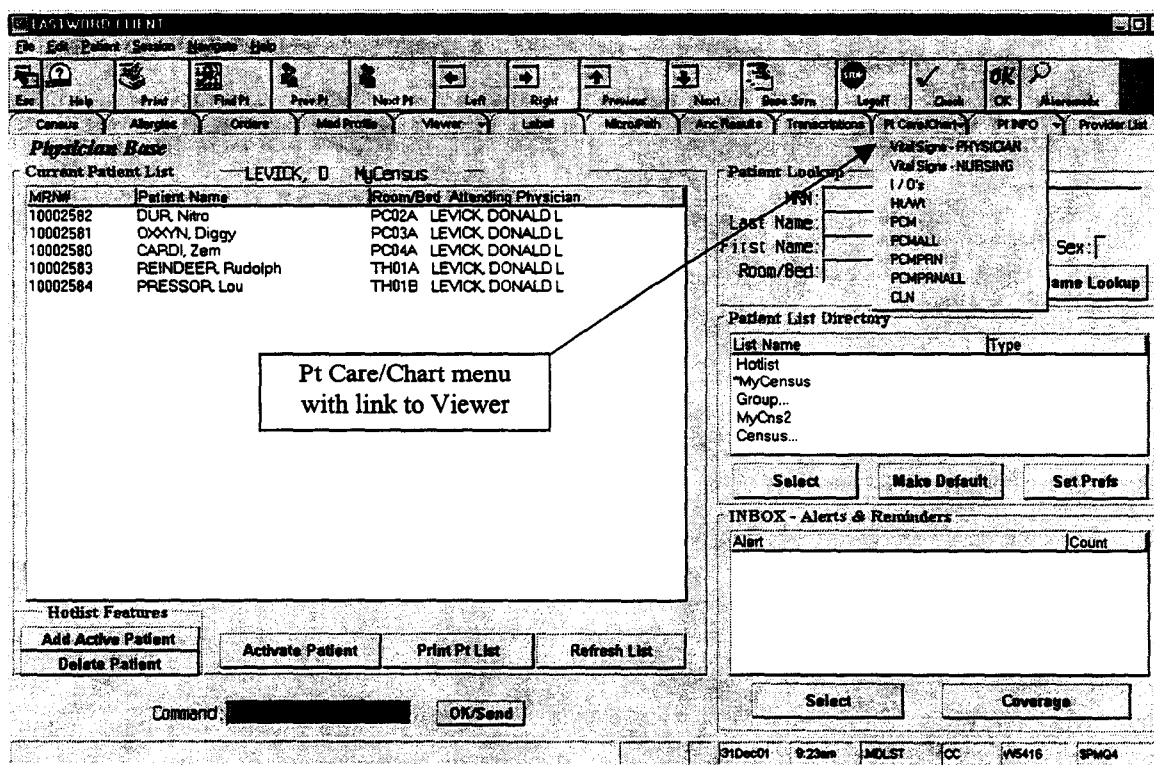 LASTWORD CLIENT
File Edit Patient Session Navigate Help
Esc Help Print Find Pt Prev Pt Next Pt Left Right Previous Next Base Scrn Logoff Check OK
Census Allergies Orders Med Profile Viewer Label Micro/Path Anc Results Transcriptions Pt Care/Chart Pt INFO Provider List
Physician Base
Current Patient List LEVICK, D MyCensus
MRN# Patient Name Room/Bed Attending Physician
10002582 DUR, Nitro PC02A LEVICK, DONALD L
10002581 OXXYN, Diggy PC03A LEVICK, DONALD L
10002580 CARDI, Zem PC04A LEVICK, DONALD L
10002583 REINDEER, Rudolph TH01A LEVICK, DONALD L
10002584 PRESSOR, Lou TH01B LEVICK, DONALD L
Pt Care/Chart menu
with link to Viewer
Hotlist Features
Add Active Patient
Delete Patient
Activate Patient Print Pt List Refresh List
Command: OK/Send
Vital Signs - PHYSICIAN
Vital Signs - NURSING
I / O's
Ht/Wt
PCM
PCMALL
PCMPRN
PCMPRNALL
CLN
Patient Lookup
MRN:
Last Name:
First Name: Sex:
Room/Bed:
ame Lookup
Patient List Directory
List Name Type
Hotlist
*MyCensus
Group...
MyCns2
Census...
Select Make Default Set Prefs
INBOX - Alerts & Reminders
Alert Count
Select Coverage
31Dec01 9:23am MDLST CC W5416 $PMQ4